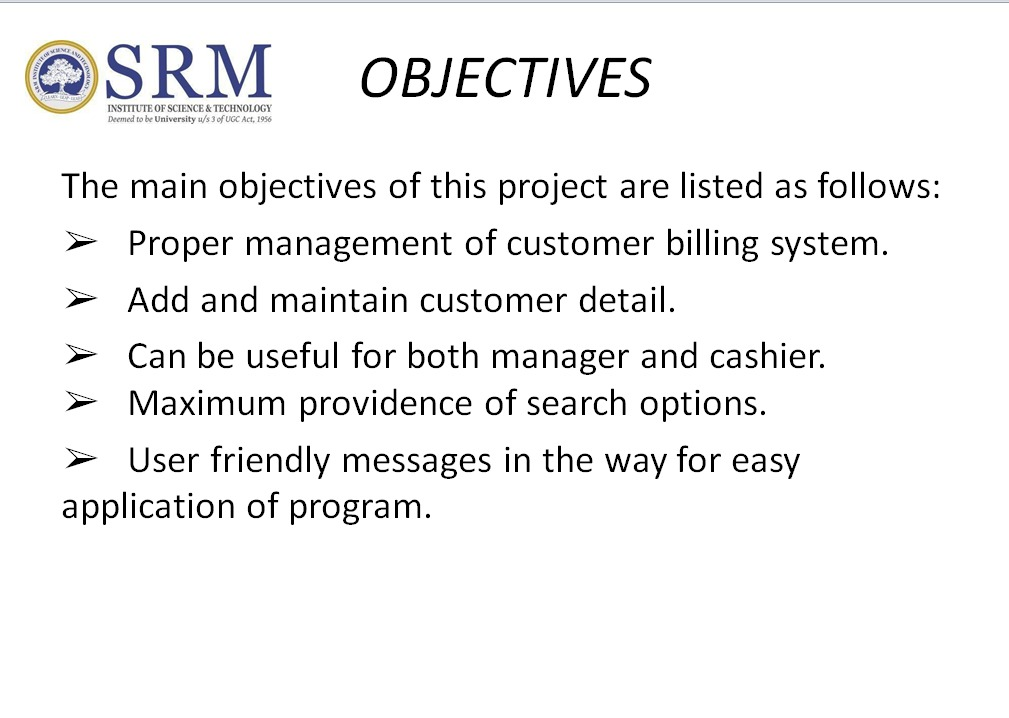 SRM
INSTITUTE OF SCIENCE & TECHNOLOGY
Deemed to be University u/s 3 of UGC Act, 1956
OBJECTIVES
The main objectives of this project are listed as follows:
➢ Proper management of customer billing system.
➢ Add and maintain customer detail.
➢ Can be useful for both manager and cashier.
➢ Maximum providence of search options.
➢ User friendly messages in the way for easy
application of program.